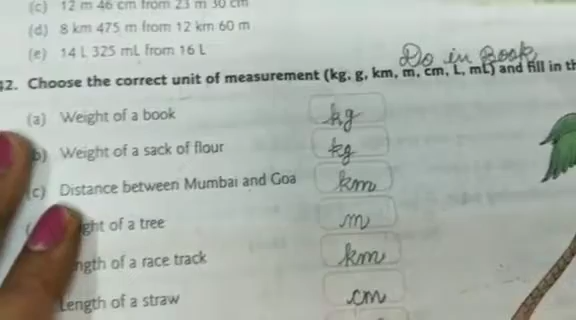 (c) 12 m 46 cm from 23 m 30 cm
(d) 8 km 475 m from 12 km 60 m
(e) 14 L 325 mL from 16 L
Do in Book
2. Choose the correct unit of measurement (kg, g, km, m, cm, L, mL) and fill in
(a) Weight of a book kg
b) Weight of a sack of flour kg
(c) Distance between Mumbai and Goa km
ght of a tree m
ngth of a race track km
Length of a straw cm